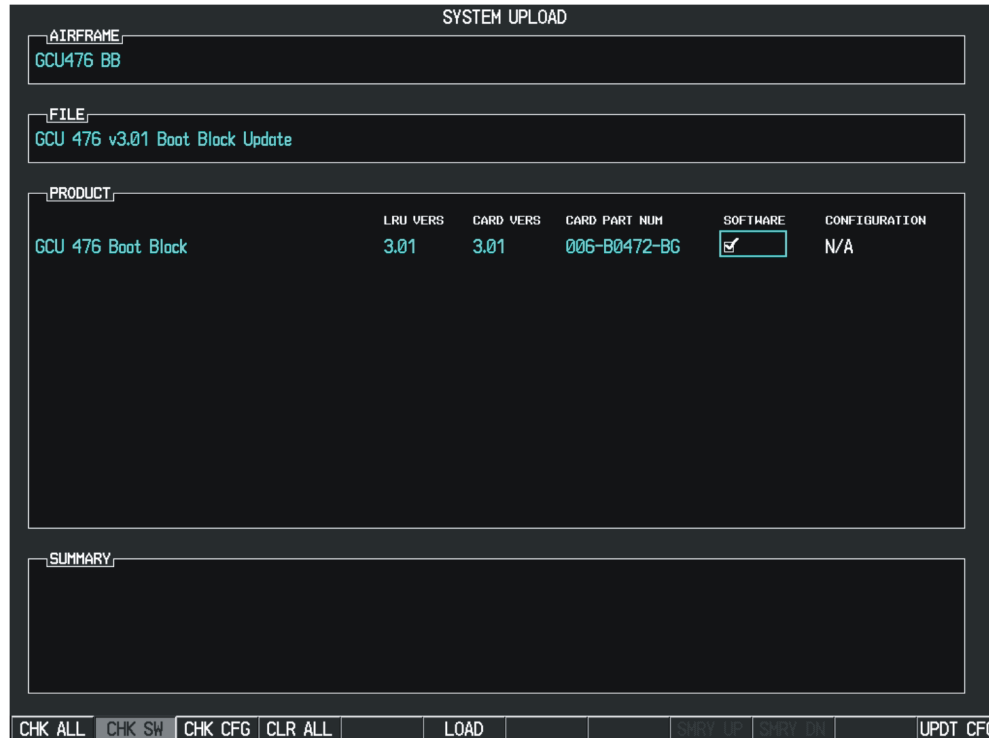 SYSTEM UPLOAD
AIRFRAME
GCU476 BB
FILE
GCU 476 v3.01 Boot Block Update
PRODUCT
LRU VERS CARD VERS CARD PART NUM SOFTWARE CONFIGURATION
GCU 476 Boot Block 3.01 3.01 006-B0472-BG N/A
SUMMARY
CHK ALL CHK SW CHK CFG CLR ALL LOAD SMRY UP SMRY DN UPDT CFG